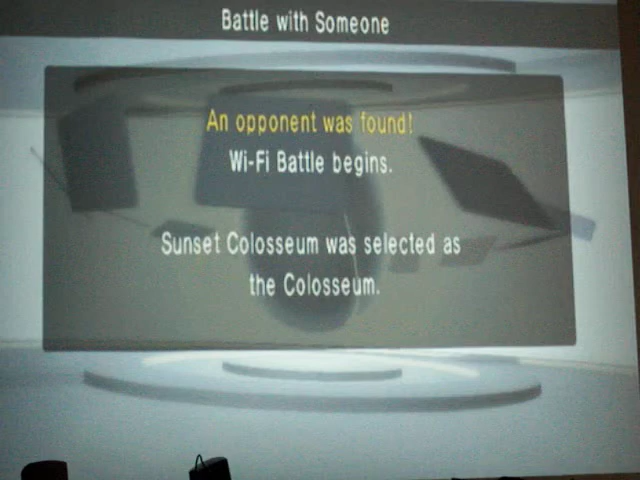 Battle with Someone
An opponent was found!
Wi-Fi Battle begins.
Sunset Colosseum was selected as
the Colosseum.